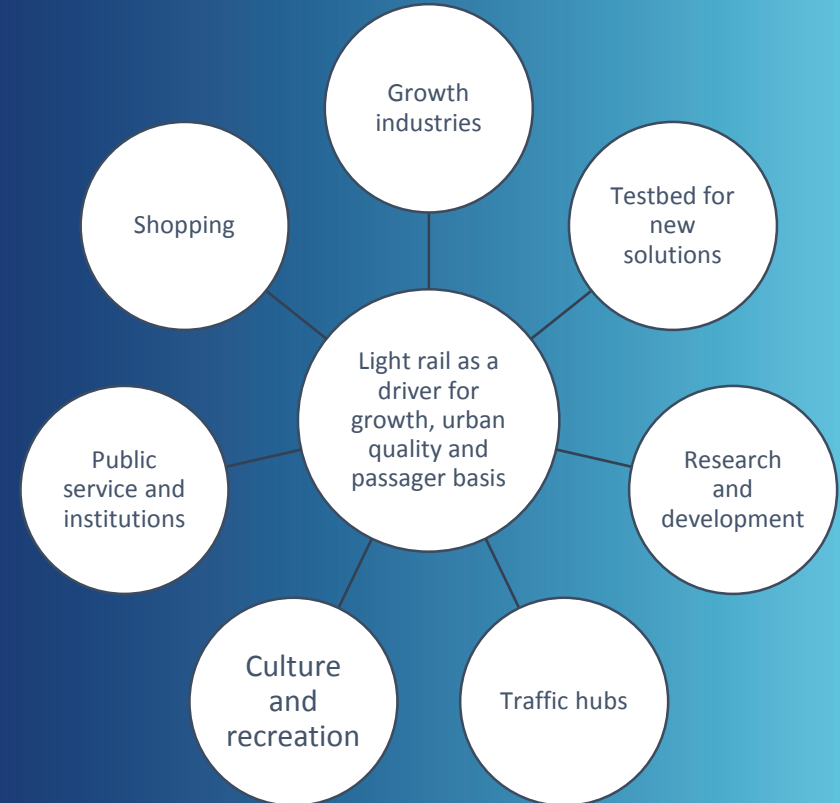 Growth
industries
Testbed for
new
solutions
Shopping
Light rail as a
driver for
growth, urban
quality and
passager basis
Research
and
development
Public
service and
institutions
Culture
and
recreation
Traffic hubs